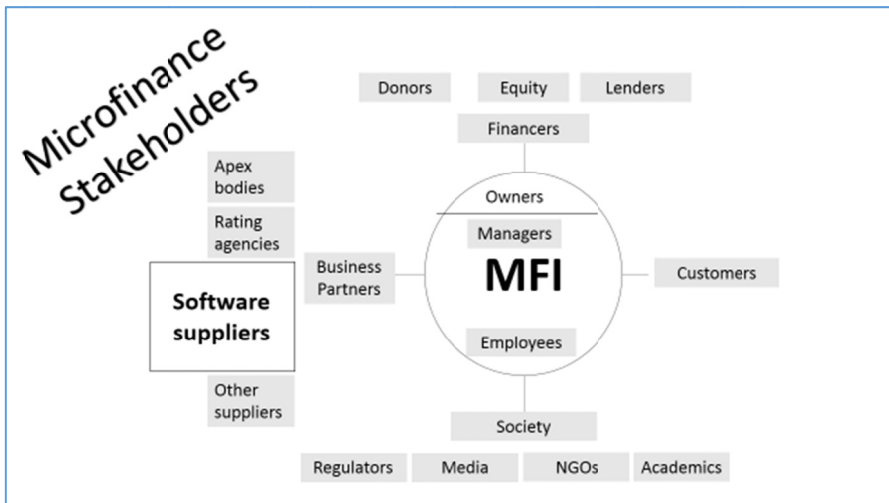 Microfinance
Stakeholders
Donors
Equity
Lenders
Financers
Apex
bodies
Rating
agencies
Software
suppliers
Other
suppliers
Business
Partners
Owners
Managers
MFI
Employees
Customers
Society
Regulators
Media
NGOs
Academics